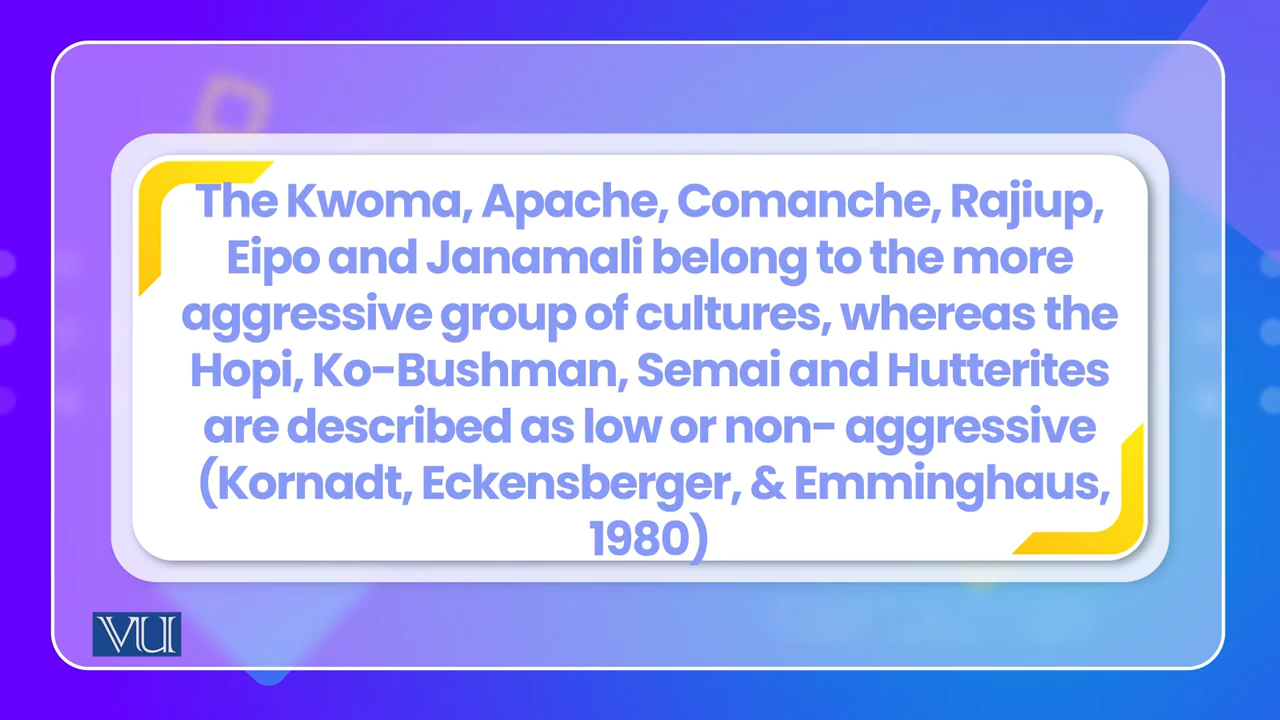 The Kwoma, Apache, Comanche, Rajiup,
Eipo and Janamali belong to the more
aggressive group of cultures, whereas the
Hopi, Ko-Bushman, Semai and Hutterites
are described as low or non- aggressive
(Kornadt, Eckensberger, & Emminghaus,
1980)
VU